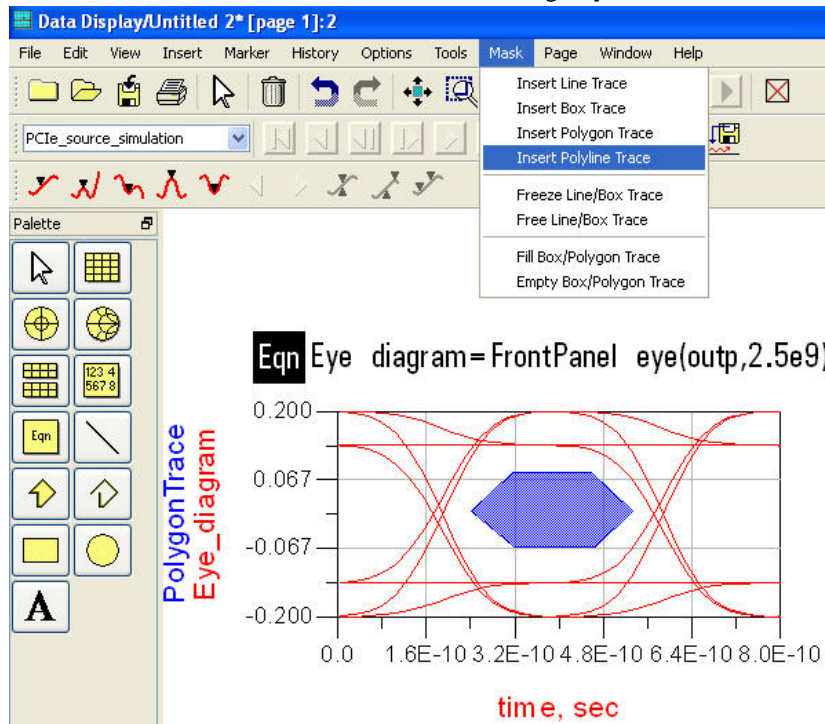 Data Display/Untitled 2* [page 1]:2
File Edit View Insert Marker History Options Tools Mask Page Window Help
Insert Line Trace
Insert Box Trace
Insert Polygon Trace
Insert Polyline Trace
Freeze Line/Box Trace
Free Line/Box Trace
Fill Box/Polygon Trace
Empty Box/Polygon Trace
PCIe_source_simulation
Palette
123 4
567 8
Eqn
A
Eqn Eye diagram=FrontPanel eye(outp,2.5e9)
PolygonTrace
Eye_diagram
0.200
0.067
-0.067
-0.200
0.0 1.6E-10 3.2E-10 4.8E-10 6.4E-10 8.0E-10
time, sec